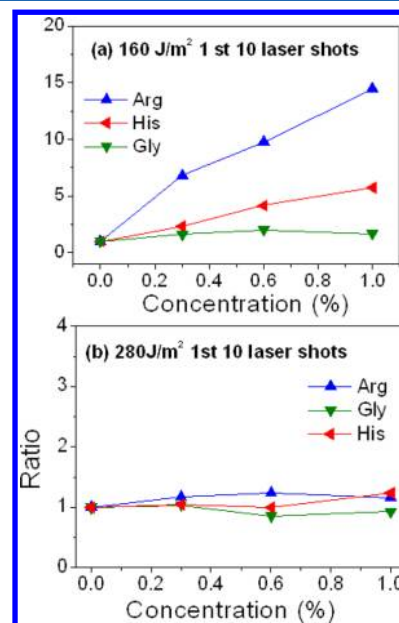 20
(a) 160 J/m² 1 st 10 laser shots
Arg
15
His
Gly
10
5
0
0.0 0.2 0.4 0.6 0.8 1.0
Concentration (%)
4
(b) 280J/m² 1st 10 laser shots
Arg
3
Gly
His
2
Ratio
1
0
0.0 0.2 0.4 0.6 0.8 1.0
Concentration (%)